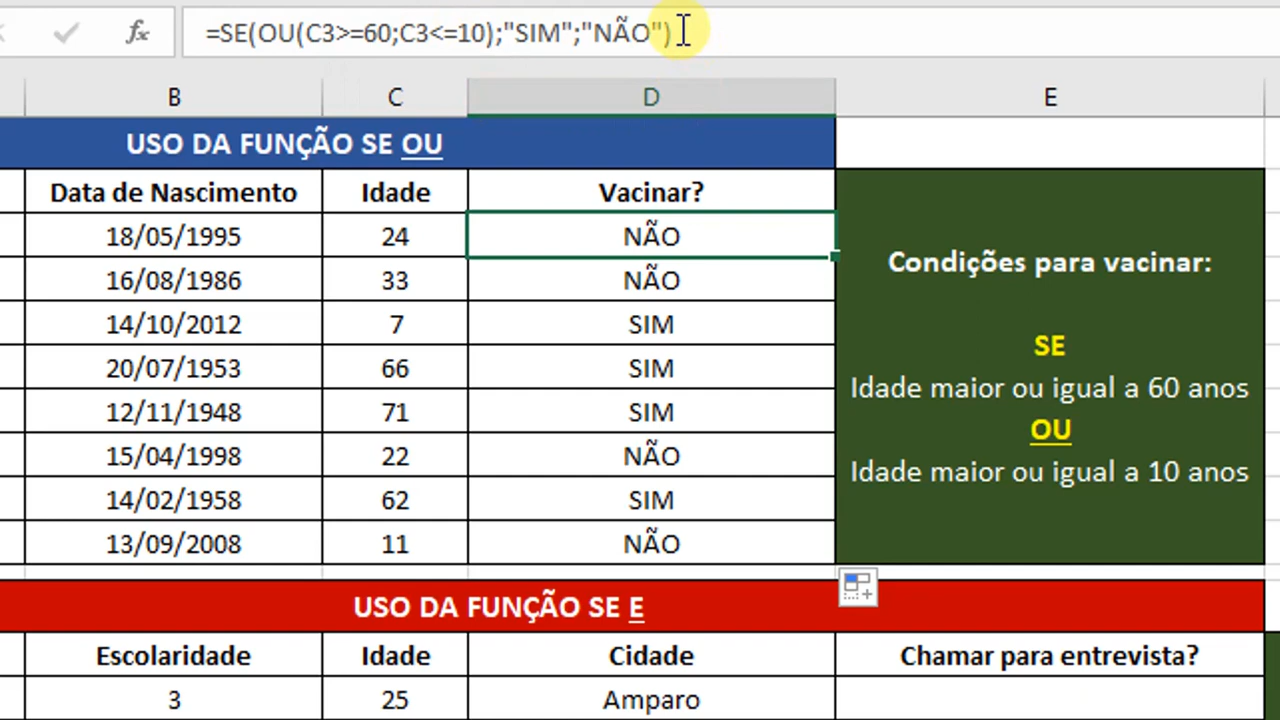 fx =SE(OU(C3>=60;C3<=10);"SIM";"NÃO")
B C D E
USO DA FUNÇÃO SE OU
Data de Nascimento Idade Vacinar?
18/05/1995 24 NÃO
16/08/1986 33 NÃO
14/10/2012 7 SIM
20/07/1953 66 SIM
12/11/1948 71 SIM
15/04/1998 22 NÃO
14/02/1958 62 SIM
13/09/2008 11 NÃO
Condições para vacinar:
SE
Idade maior ou igual a 60 anos
OU
Idade maior ou igual a 10 anos
USO DA FUNÇÃO SE E
Escolaridade Idade Cidade Chamar para entrevista?
3 25 Amparo